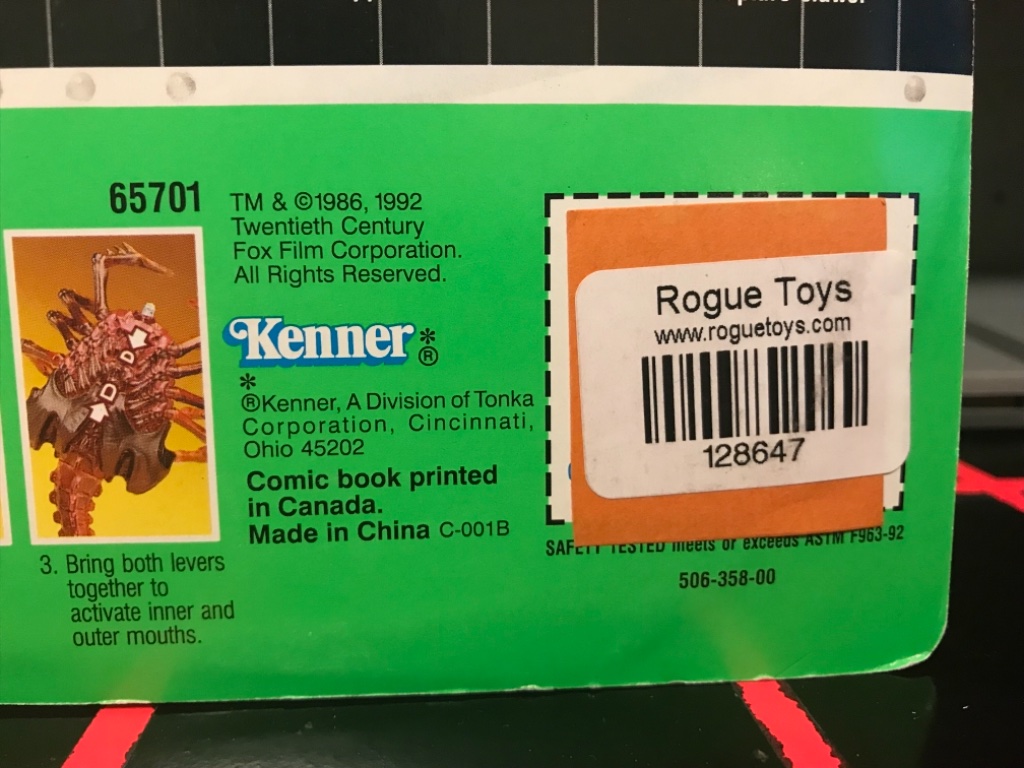 65701
TM & ©1986, 1992
Twentieth Century
Fox Film Corporation.
All Rights Reserved.
Kenner*®
*
®Kenner, A Division of Tonka
Corporation, Cincinnati,
Ohio 45202
Comic book printed
in Canada.
Made in China C-001B
D
D
3. Bring both levers
together to
activate inner and
outer mouths.
Rogue Toys
www.roguetoys.com
128647
SAFETY TESTED meets or exceeds ASTM F963-92
506-358-00